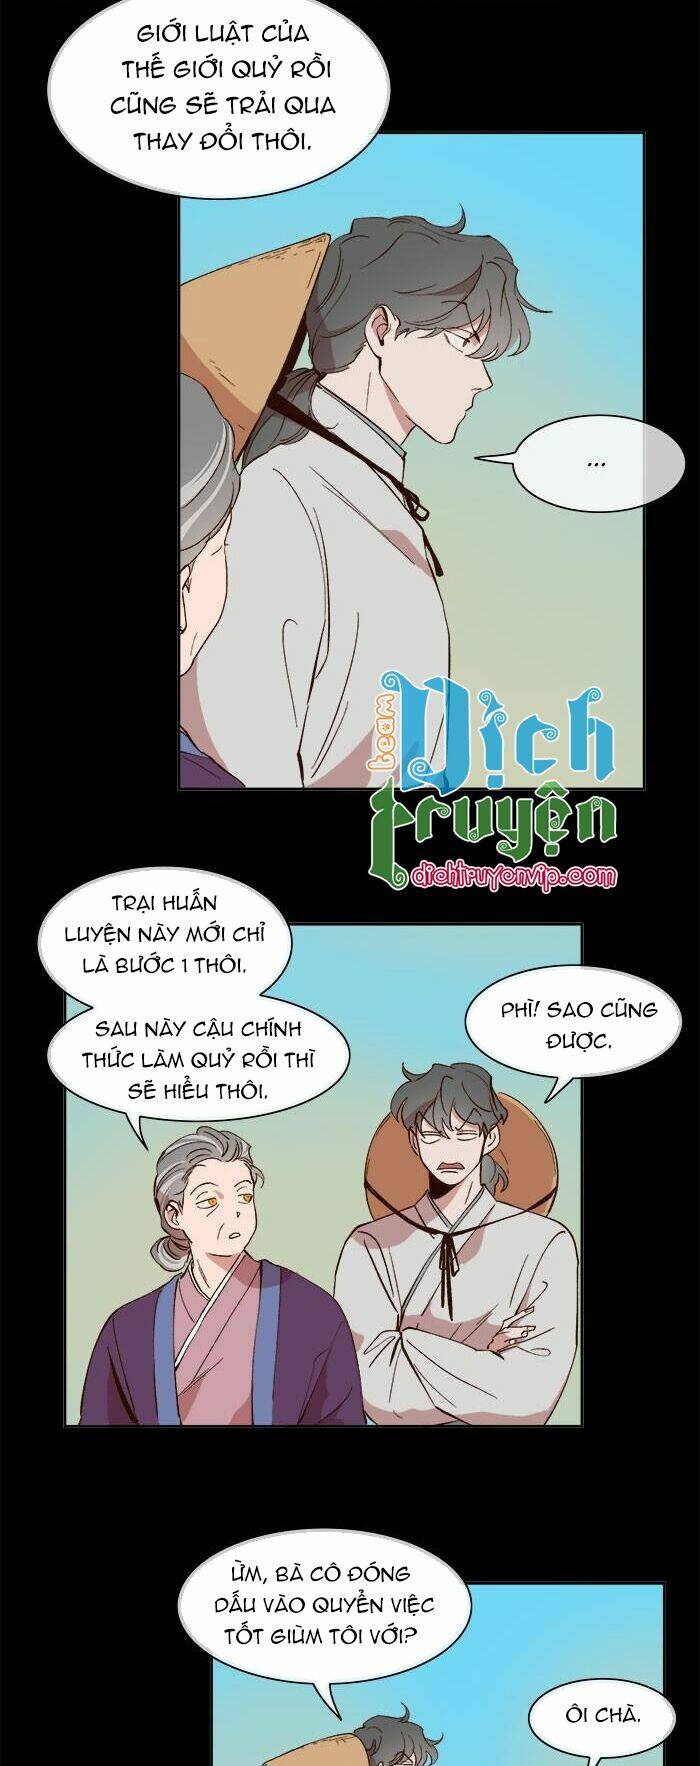 GIỚI LUẬT CỦA
THẾ GIỚI QUỶ RỒI
CŨNG SẼ TRẢI QUA
THAY ĐỔI THÔI.
...
Dịch
truyện
dichtruyenvip.com
TRẠI HUẤN
LUYỆN NÀY MỚI CHỈ
LÀ BƯỚC 1 THÔI.
SAU NÀY CẬU CHÍNH
THỨC LÀM QUỶ RỒI THÌ
SẼ HIỂU THÔI.
PHÌ! SAO CŨNG
ĐƯỢC.
ỪM, BÀ CÔ ĐÓNG
DẤU VÀO QUYỂN VIỆC
TỐT GIÙM TÔI VỚI?
ÔI CHÀ.